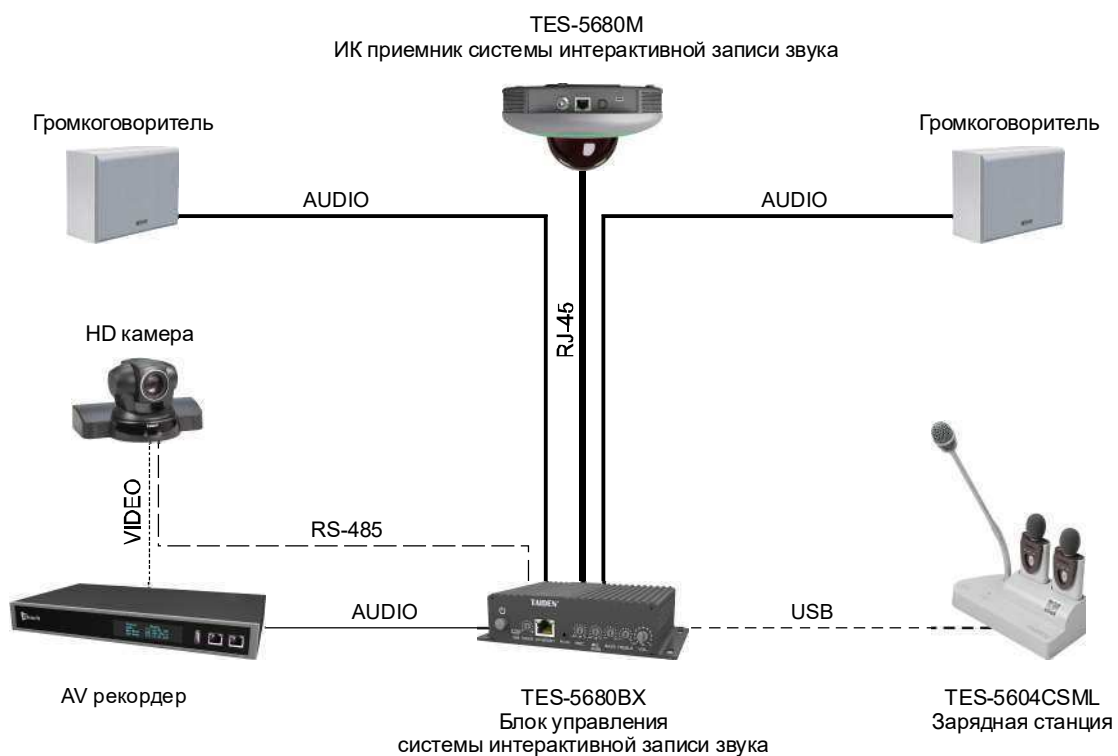 TES-5680M
ИК приемник системы интерактивной записи звука
Громкоговоритель
Громкоговоритель
AUDIO
AUDIO
RJ-45
HD камера
VIDEO
RS-485
TAIDEN
AUDIO
USB
AV рекордер
TES-5680BX
Блок управления
системы интерактивной записи звука
TES-5604CSML
Зарядная станция